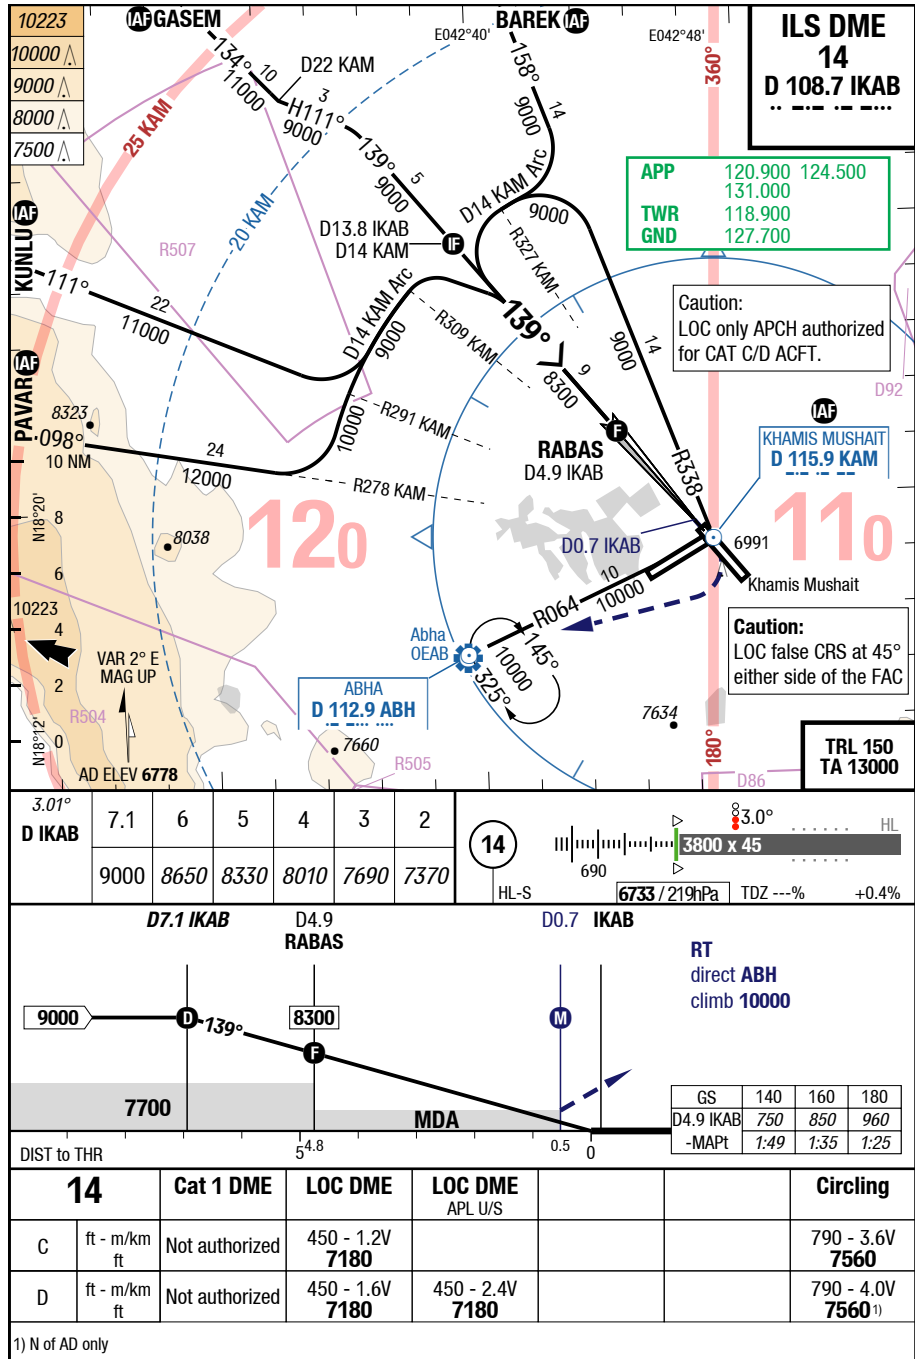 10223
10000
9000
8000
7500
IAF GASEM
BAREK IAF
E042°40'
E042°48'
ILS DME
14
D 108.7 IKAB
134°
10
11000
D22 KAM
3
H111°
9000
158°
14
9000
360°
25 KAM
20 KAM
139°
5
9000
D14 KAM Arc
9000
APP 120.900 124.500
131.000
TWR 118.900
GND 127.700
IAF
KUNLU
R507
D13.8 IKAB
D14 KAM
IF
R327 KAM
111°
22
11000
D14 KAM Arc
9000
139°
R309 KAM
14
9000
Caution:
LOC only APCH authorized
for CAT C/D ACFT.
D92
IAF
PAVAR
8323
098°
10 NM
24
12000
10000
R291 KAM
R278 KAM
9
8300
F
RABAS
D4.9 IKAB
R338
IAF
KHAMIS MUSHAIT
D 115.9 KAM
N18°20'
8
8038
120
110
D0.7 IKAB
6991
6
10
10000
R064
Khamis Mushait
10223
4
Abha
OEAB
145°
10000
325°
Caution:
LOC false CRS at 45°
either side of the FAC
VAR 2° E
MAG UP
2
R504
ABHA
D 112.9 ABH
7634
N18°12'
0
7660
R505
180°
D86
AD ELEV 6778
TRL 150
TA 13000
3.01°
D IKAB 7.1 6 5 4 3 2
9000 8650 8330 8010 7690 7370
14
HL-S
690
3.0°
HL
3800 x 45
6733 / 219hPa TDZ ---% +0.4%
D7.1 IKAB D4.9 D0.7 IKAB
RABAS
RT
direct ABH
climb 10000
9000 D 139° 8300 M
F
7700
MDA
GS 140 160 180
D4.9 IKAB 750 850 960
-MAPt 1:49 1:35 1:25
DIST to THR 5 4.8 0.5 0
14 Cat 1 DME LOC DME LOC DME Circling
APL U/S
C ft - m/km Not authorized 450 - 1.2V 790 - 3.6V
ft 7180 7560
D ft - m/km Not authorized 450 - 1.6V 450 - 2.4V 790 - 4.0V
ft 7180 7180 7560 1)
1) N of AD only